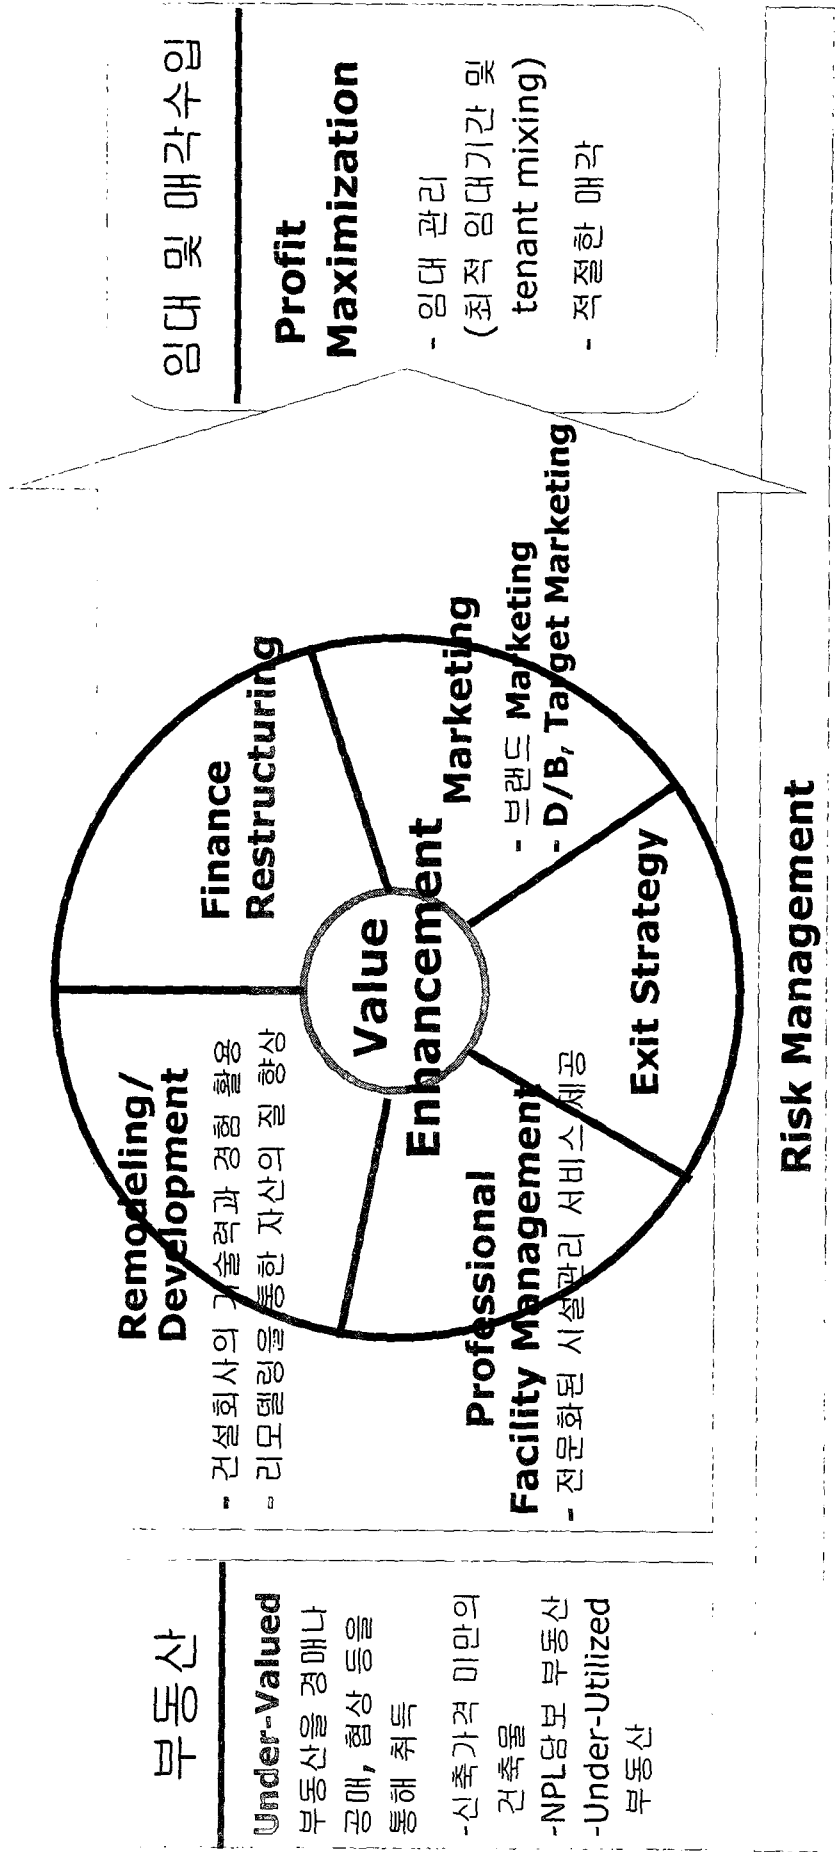 부동산
Under-Valued
부동산을 경매나
공매, 협상 등을
통해 취득
-신축가격 미만의
건축물
-NPL담보 부동산
-Under-Utilized
부동산
Remodeling/
Development
- 건설회사의 기술력과 경험 활용
- 리모델링을 통한 자산의 질 향상
Finance
Restructuring
Value
Enhancement
Marketing
- 브랜드 Marketing
- D/B, Target Marketing
Professional
Facility Management
- 전문화된 시설관리 서비스 제공
Exit Strategy
임대 및 매각수입
Profit
Maximization
- 임대 관리
(최적 임대기간 및
tenant mixing)
- 적절한 매각
Risk Management